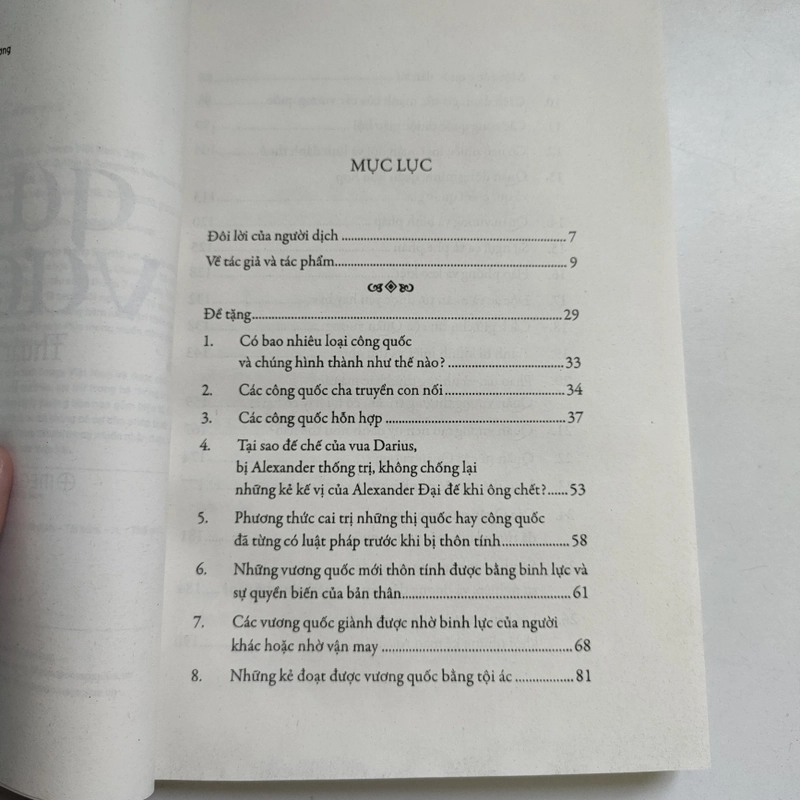 MỤC LỤC
Đôi lời của người dịch ........ 7
Về tác giả và tác phẩm ........ 9
Đề tặng ........ 29
1. Có bao nhiêu loại công quốc
và chúng hình thành như thế nào? ........ 33
2. Các công quốc cha truyền con nối ........ 34
3. Các công quốc hỗn hợp ........ 37
4. Tại sao đế chế của vua Darius,
bị Alexander thống trị, không chống lại
những kẻ kế vị của Alexander Đại đế khi ông chết? ...... 53
5. Phương thức cai trị những thị quốc hay công quốc
đã từng có luật pháp trước khi bị thôn tính ........ 58
6. Những vương quốc mới thôn tính được bằng binh lực và
sự quyền biến của bản thân ........ 61
7. Các vương quốc giành được nhờ binh lực của người
khác hoặc nhờ vận may ........ 68
8. Những kẻ đoạt được vương quốc bằng tội ác ........ 81